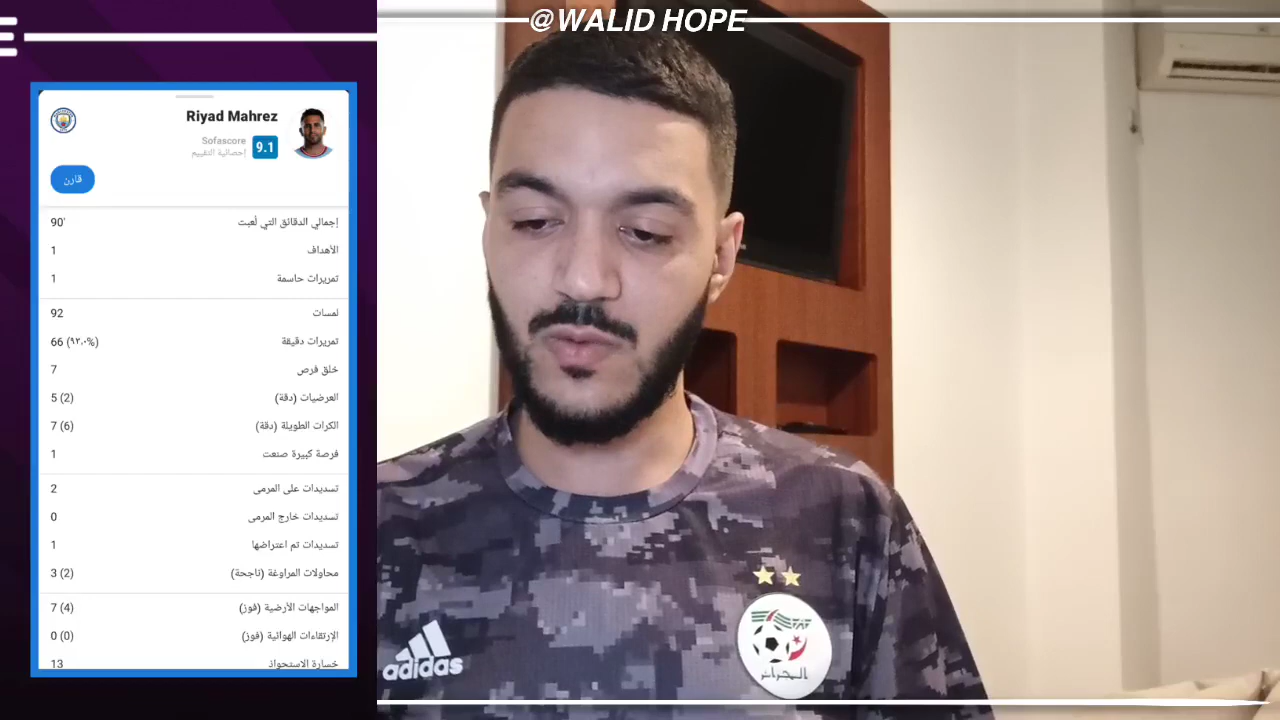 @WALID HOPE
Riyad Mahrez
Sofascore
إحصائية التقييم
9.1
قارن
إجمالي الدقائق التي لُعبت 90'
الأهداف 1
تمريرات حاسمة 1
لمسات 92
تمريرات دقيقة 66 (٩٣.٠%)
خلق فرص 7
العرضيات (دقة) 5 (2)
الكرات الطويلة (دقة) 7 (6)
فرصة كبيرة صنعت 1
تسديدات على المرمى 2
تسديدات خارج المرمى 0
تسديدات تم اعتراضها 1
محاولات المراوغة (ناجحة) 3 (2)
المواجهات الأرضية (فوز) 7 (4)
الإرتقاءات الهوائية (فوز) 0 (0)
خسارة الاستحواذ 13
adidas
الجزائر